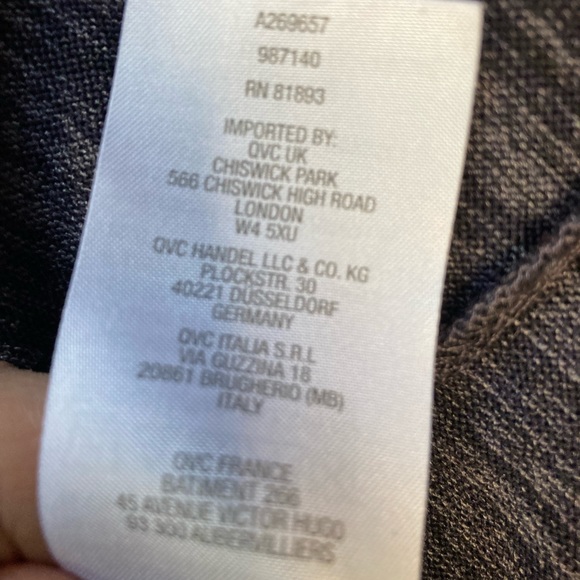 A269657
987140
RN 81893
IMPORTED BY:
QVC UK
CHISWICK PARK
566 CHISWICK HIGH ROAD
LONDON
W4 5XU
QVC HANDEL LLC & CO. KG
PLOCKSTR. 30
40221 DÜSSELDORF
GERMANY
QVC ITALIA S.R.L
VIA GUZZINA 18
20861 BRUGHERIO (MB)
ITALY
QVC FRANCE
BATIMENT 266
45 AVENUE VICTOR HUGO
93 300 AUBERVILLIERS